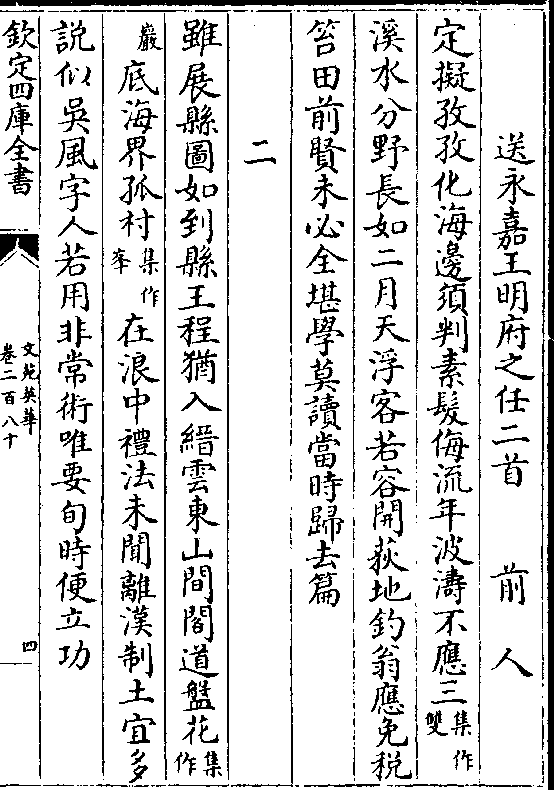 送永嘉王明府之任二首 前人
定擬孜孜化海邊須判素髮侮流年波濤不應三集作雙
溪水分野長如二月天浮客若容開荻地釣翁應免稅
笞田前賢未必全堪學莫讀當時歸去篇
二
雖展縣圖如到縣王程猶入縉雲東山間閣道盤花集作
巖底海界孤村集作峯在浪中禮法未聞離漢制土宜多
説似吳風字人若用非常術唯要旬時便立功
欽定四庫全書
文苑英華
卷二百八十
四